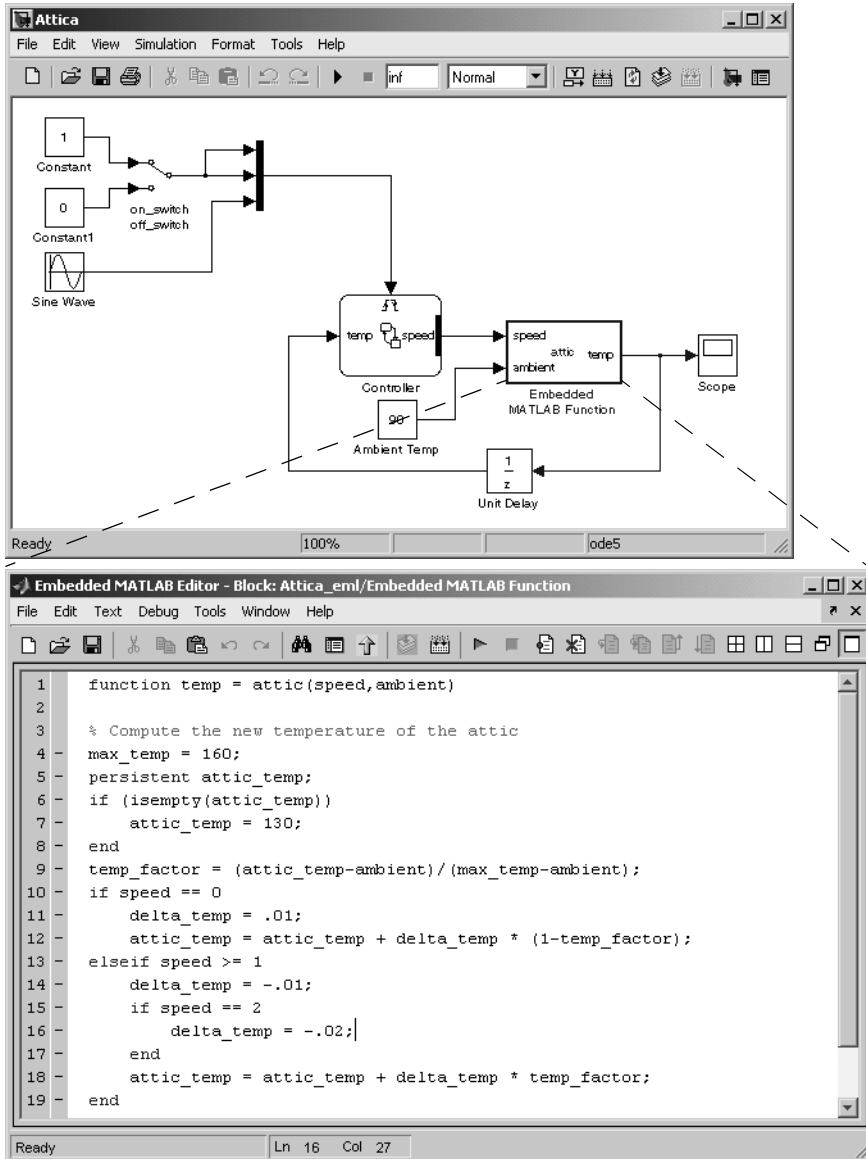 Attica
File Edit View Simulation Format Tools Help
inf Normal
1
Constant
0
Constant1
on_switch
off_switch
Sine Wave
temp speed
Controller
speed
attic temp
ambient
Embedded
MATLAB Function
Scope
90
Ambient Temp
1
z
Unit Delay
Ready 100% ode5
Embedded MATLAB Editor - Block: Attica_eml/Embedded MATLAB Function
File Edit Text Debug Tools Window Help
1 function temp = attic(speed,ambient)
2
3 % Compute the new temperature of the attic
4 - max_temp = 160;
5 - persistent attic_temp;
6 - if (isempty(attic_temp))
7 - attic_temp = 130;
8 - end
9 - temp_factor = (attic_temp-ambient)/(max_temp-ambient);
10 - if speed == 0
11 - delta_temp = .01;
12 - attic_temp = attic_temp + delta_temp * (1-temp_factor);
13 - elseif speed >= 1
14 - delta_temp = -.01;
15 - if speed == 2
16 - delta_temp = -.02;
17 - end
18 - attic_temp = attic_temp + delta_temp * temp_factor;
19 - end
Ready Ln 16 Col 27